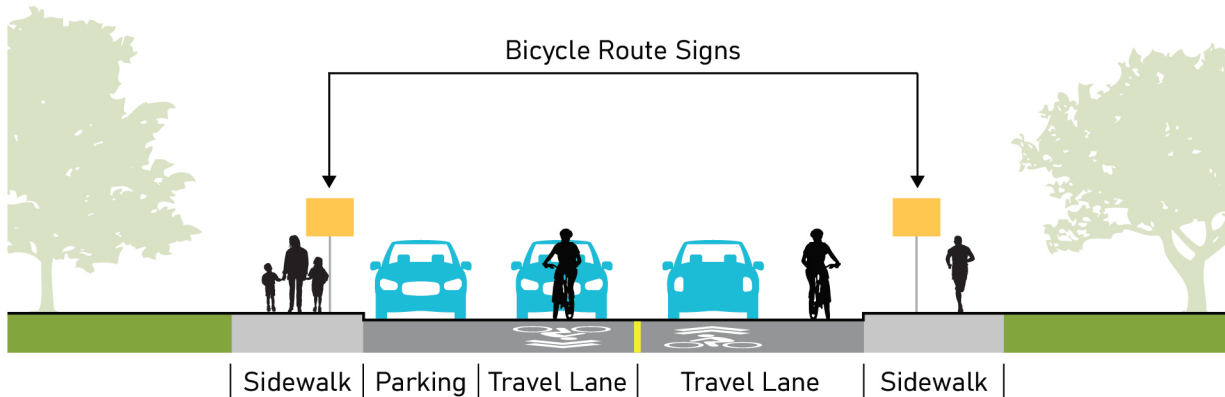 Bicycle Route Signs
Sidewalk
Parking
Travel Lane
Travel Lane
Sidewalk